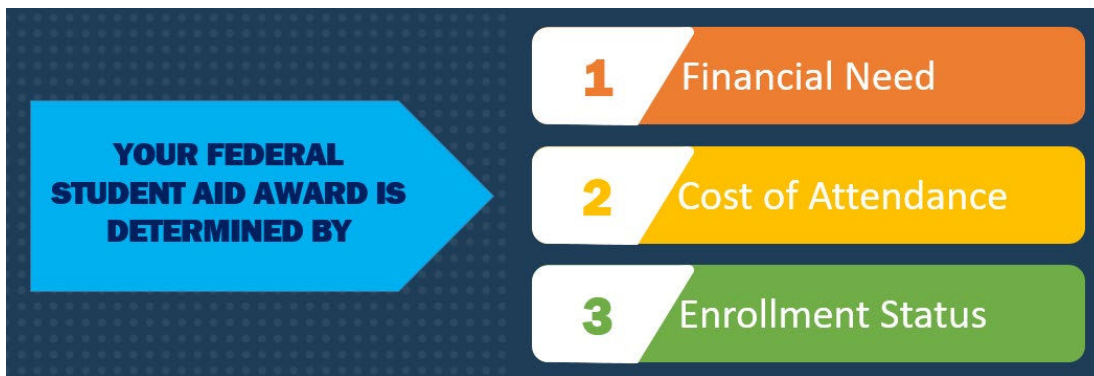 YOUR FEDERAL
STUDENT AID AWARD IS
DETERMINED BY
1 Financial Need
2 Cost of Attendance
3 Enrollment Status